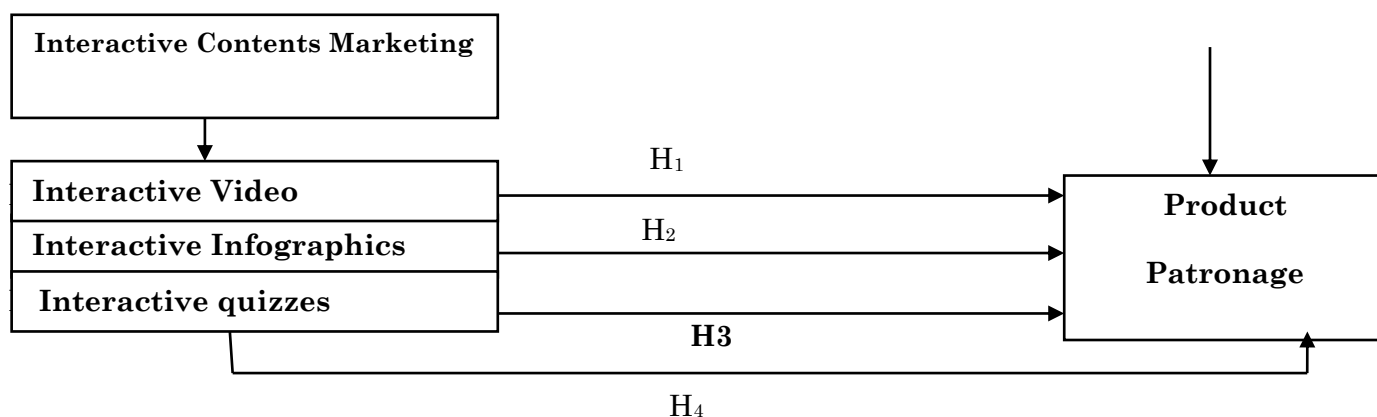 Interactive Contents Marketing
H₁
Interactive Video
Product
H₂
Interactive Infographics
Patronage
Interactive quizzes
H3
H₄